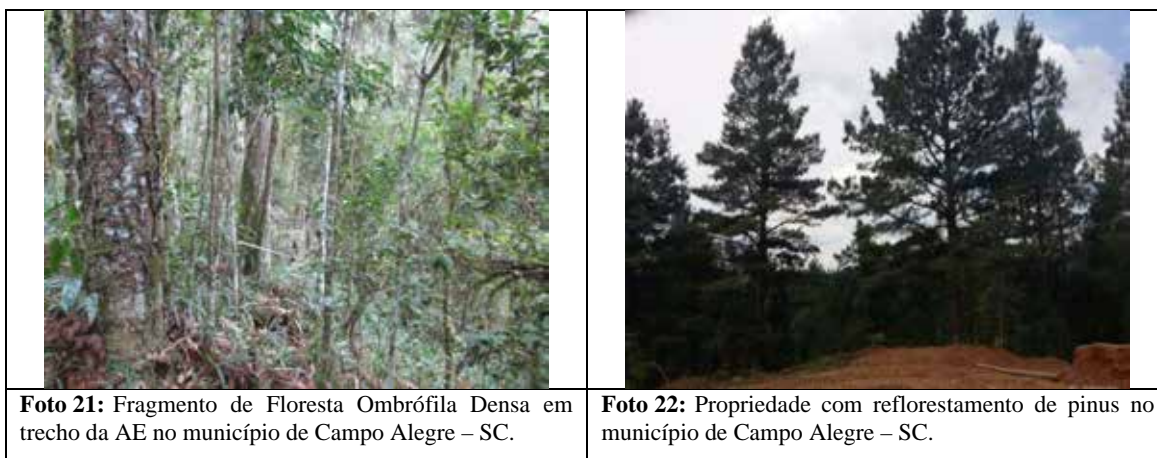 Foto 21: Fragmento de Floresta Ombrófila Densa em
trecho da AE no município de Campo Alegre – SC.
Foto 22: Propriedade com reflorestamento de pinus no
município de Campo Alegre – SC.